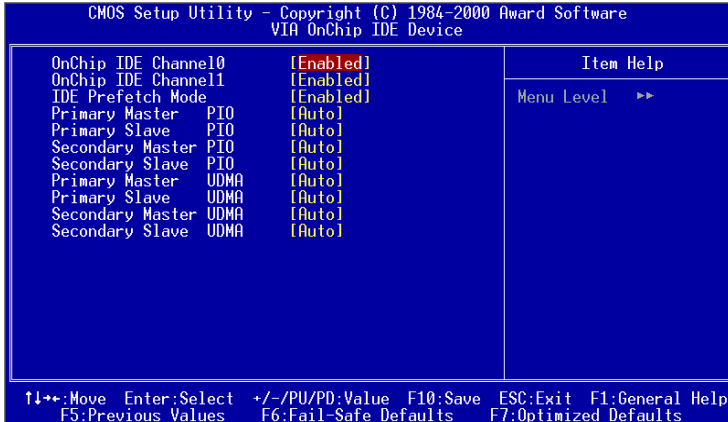 CMOS Setup Utility - Copyright (C) 1984-2000 Award Software
VIA OnChip IDE Device
OnChip IDE Channel0 [Enabled]
OnChip IDE Channel1 [Enabled]
IDE Prefetch Mode [Enabled]
Primary Master PIO [Auto]
Primary Slave PIO [Auto]
Secondary Master PIO [Auto]
Secondary Slave PIO [Auto]
Primary Master UDMA [Auto]
Primary Slave UDMA [Auto]
Secondary Master UDMA [Auto]
Secondary Slave UDMA [Auto]
Item Help
Menu Level ►►
↑↓→←:Move Enter:Select +/-/PU/PD:Value F10:Save ESC:Exit F1:General Help
F5:Previous Values F6:Fail-Safe Defaults F7:Optimized Defaults